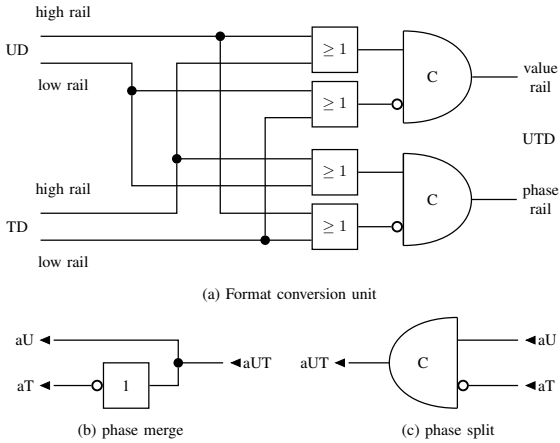 high rail
UD
low rail
≥ 1
≥ 1
C
value
rail
UTD
high rail
TD
low rail
≥ 1
≥ 1
C
phase
rail
(a) Format conversion unit
aU
aT
1
aUT
(b) phase merge
aUT
C
aU
aT
(c) phase split